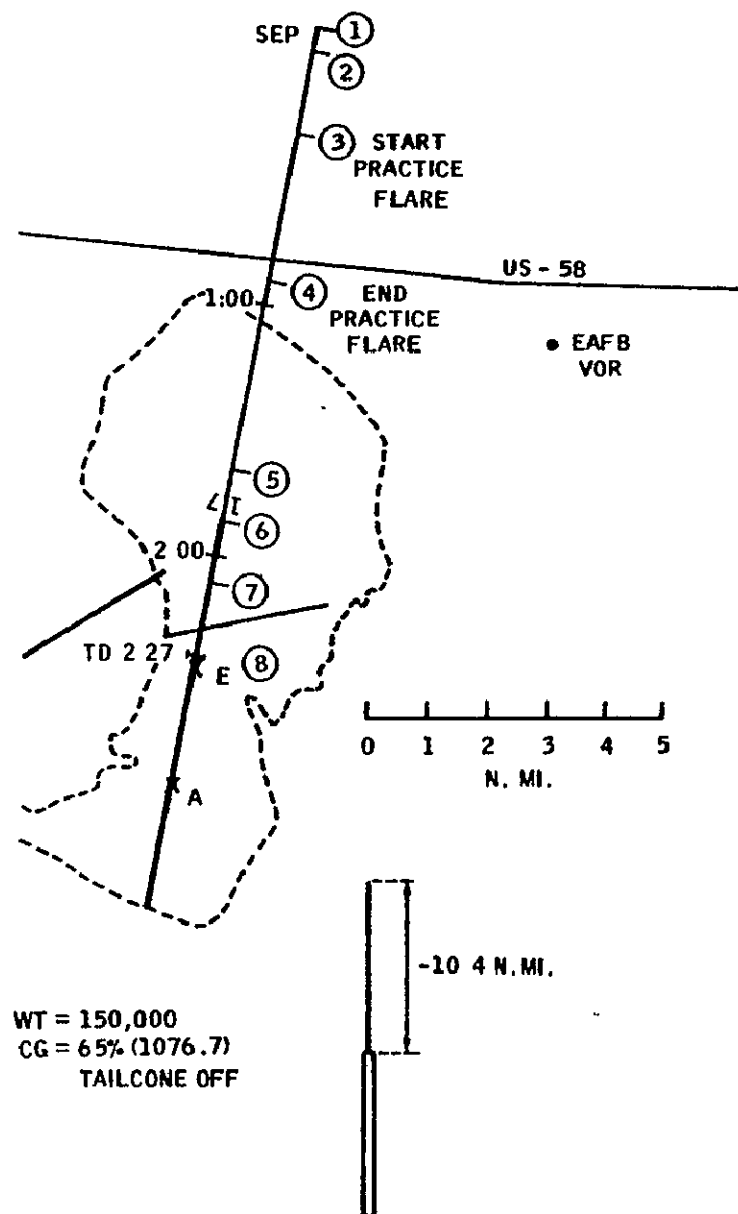 SEP 1
2
3 START
PRACTICE
FLARE
US - 58
4 END
PRACTICE
FLARE
1:00
EAFB
VOR
5
17
6
2 00
7
TD 2 27
E 8
0 1 2 3 4 5
N. MI.
A
-10 4 N.MI.
WT = 150,000
CG = 65% (1076.7)
TAILCONE OFF